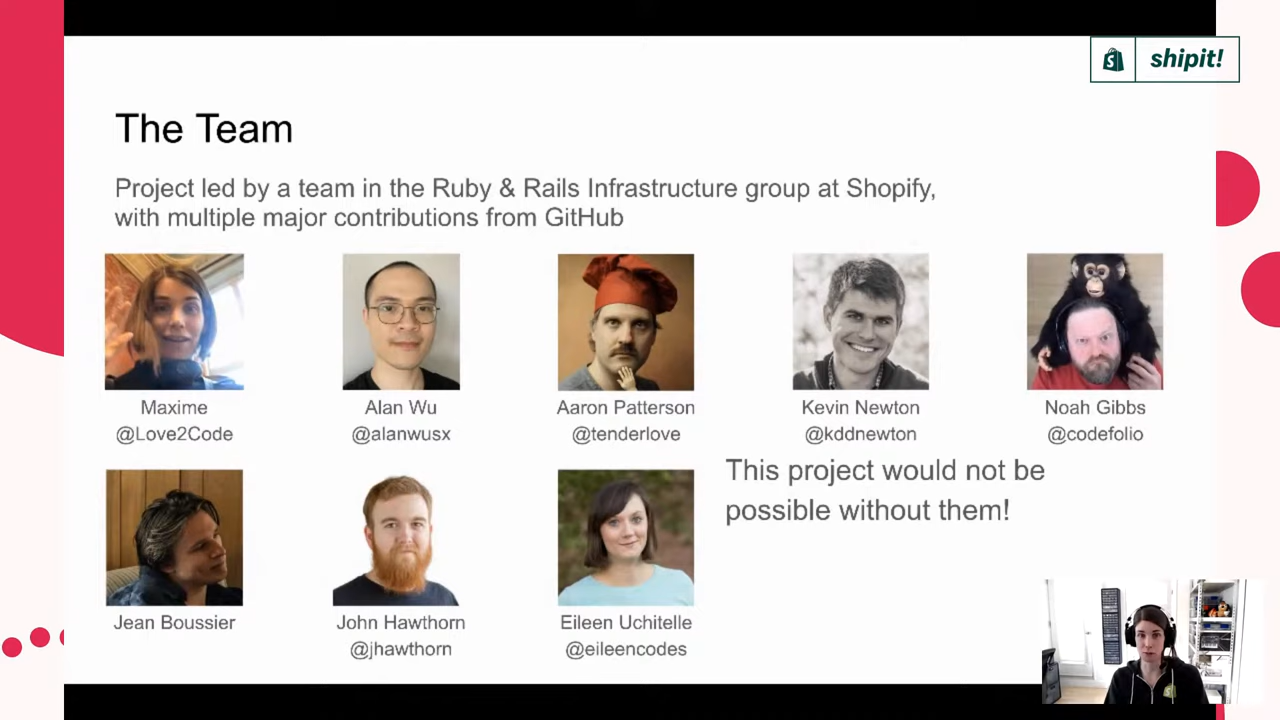 shipit!
The Team
Project led by a team in the Ruby & Rails Infrastructure group at Shopify,
with multiple major contributions from GitHub
Maxime
@Love2Code
Alan Wu
@alanwusx
Aaron Patterson
@tenderlove
Kevin Newton
@kddnewton
Noah Gibbs
@codefolio
This project would not be
possible without them!
Jean Boussier
John Hawthorn
@jhawthorn
Eileen Uchitelle
@eileencodes